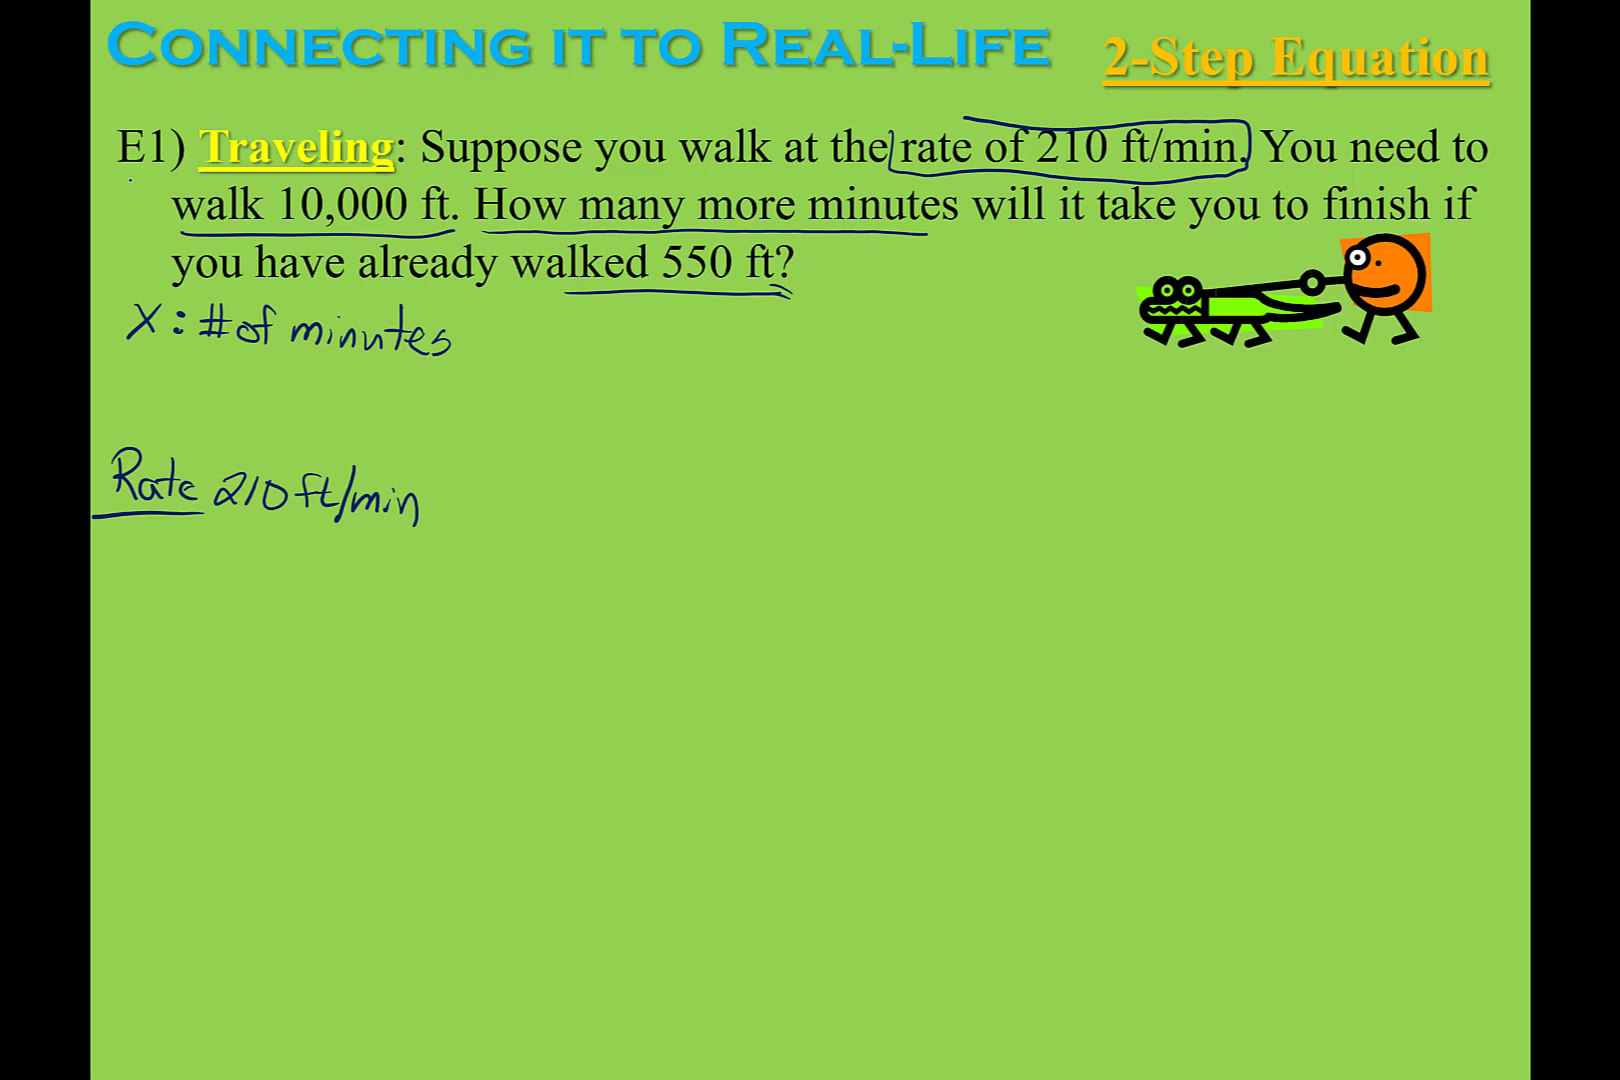 CONNECTING IT TO REAL-LIFE 2-Step Equation
E1) Traveling: Suppose you walk at the rate of 210 ft/min. You need to
walk 10,000 ft. How many more minutes will it take you to finish if
you have already walked 550 ft?
X: # of minutes
Rate 210 ft/min